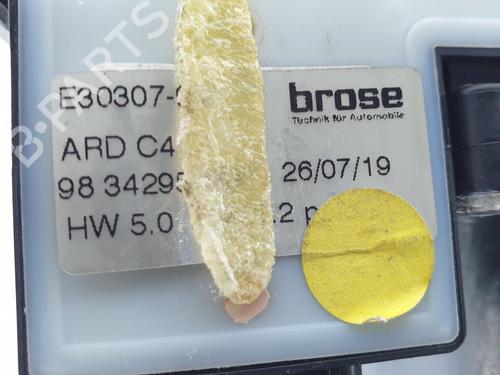 B-PARTS
E30307-
brose
Technik für Automobile
ARD C4
98 34295
26/07/19
HW 5.0
.2 p